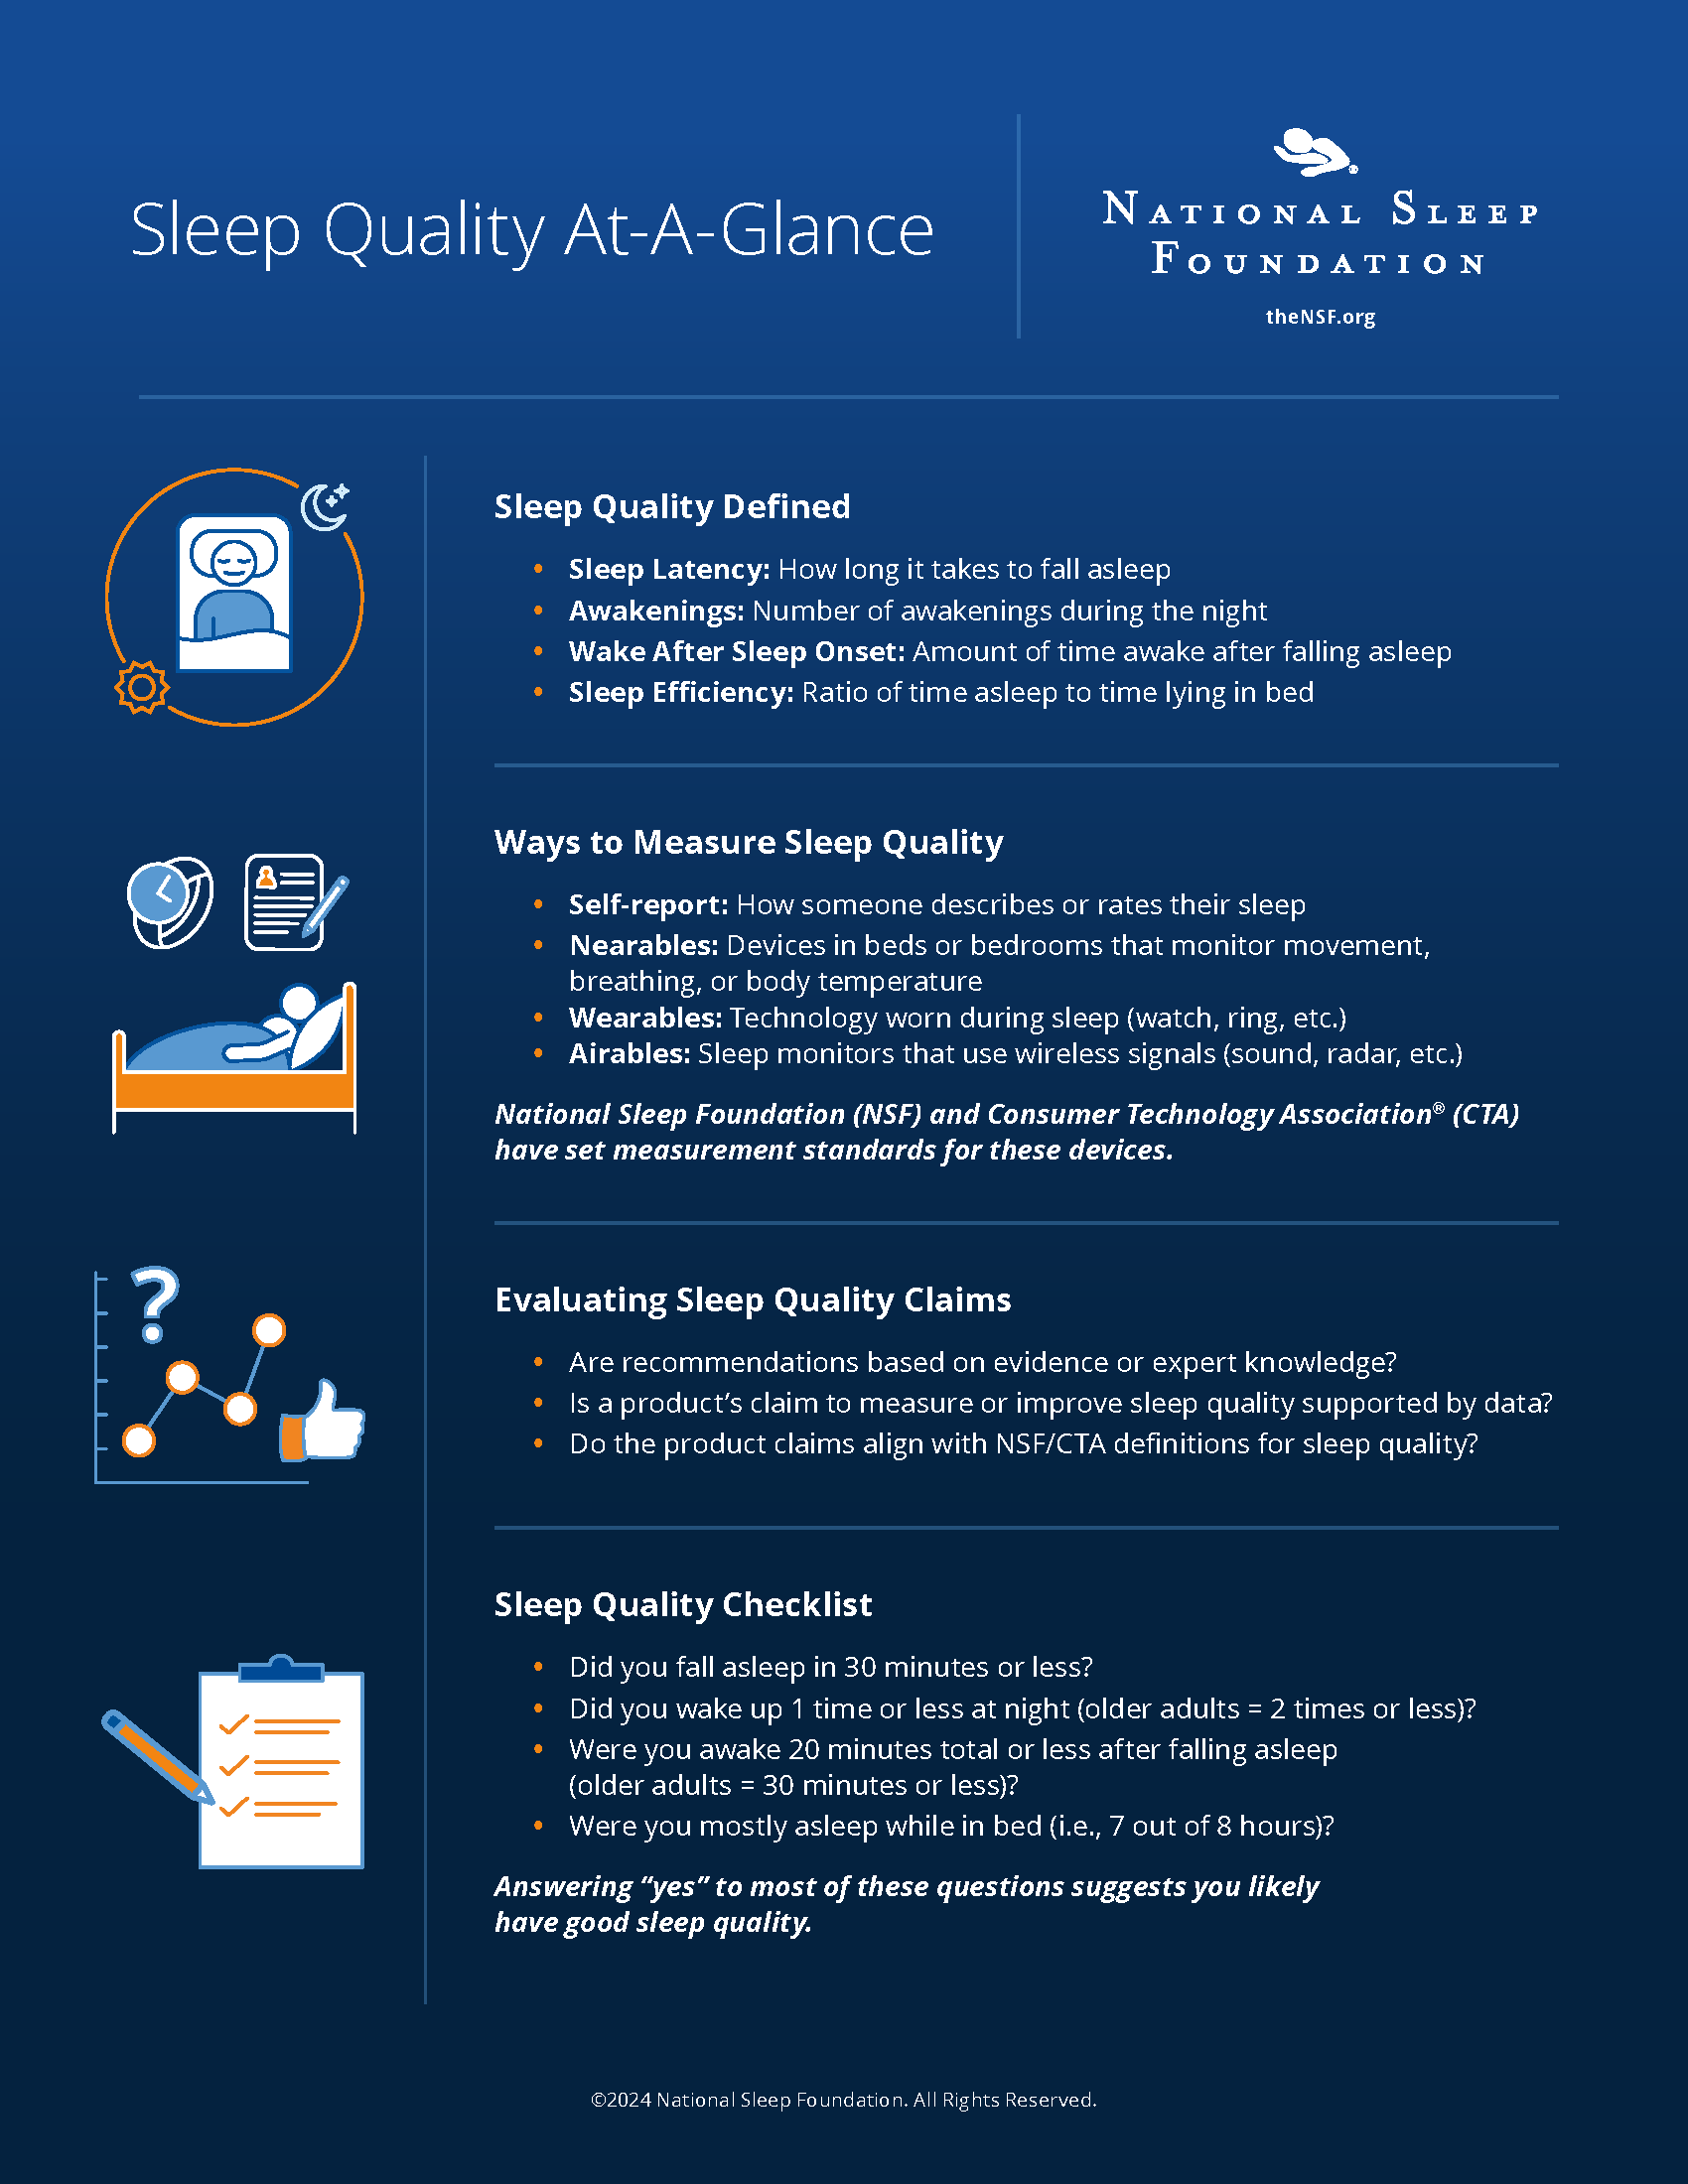 Sleep Quality At-A-Glance
NATIONAL SLEEP
FOUNDATION
theNSF.org
Sleep Quality Defined
• Sleep Latency: How long it takes to fall asleep
• Awakenings: Number of awakenings during the night
• Wake After Sleep Onset: Amount of time awake after falling asleep
• Sleep Efficiency: Ratio of time asleep to time lying in bed
Ways to Measure Sleep Quality
• Self-report: How someone describes or rates their sleep
• Nearables: Devices in beds or bedrooms that monitor movement,
breathing, or body temperature
• Wearables: Technology worn during sleep (watch, ring, etc.)
• Airables: Sleep monitors that use wireless signals (sound, radar, etc.)
National Sleep Foundation (NSF) and Consumer Technology Association® (CTA)
have set measurement standards for these devices.
?
Evaluating Sleep Quality Claims
• Are recommendations based on evidence or expert knowledge?
• Is a product’s claim to measure or improve sleep quality supported by data?
• Do the product claims align with NSF/CTA definitions for sleep quality?
Sleep Quality Checklist
• Did you fall asleep in 30 minutes or less?
• Did you wake up 1 time or less at night (older adults = 2 times or less)?
• Were you awake 20 minutes total or less after falling asleep
(older adults = 30 minutes or less)?
• Were you mostly asleep while in bed (i.e., 7 out of 8 hours)?
Answering “yes” to most of these questions suggests you likely
have good sleep quality.
©2024 National Sleep Foundation. All Rights Reserved.